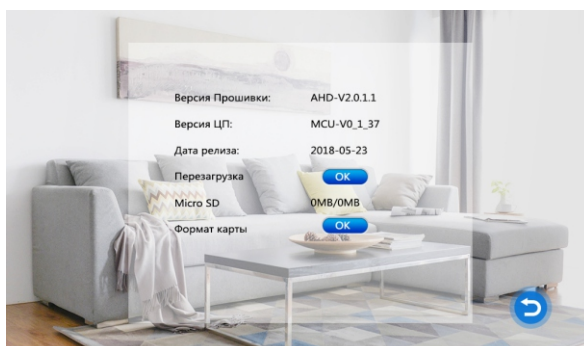 Версия Прошивки: AHD-V2.0.1.1
Версия ЦП: MCU-V0_1_37
Дата релиза: 2018-05-23
Перезагрузка OK
Micro SD 0MB/0MB
Формат карты OK